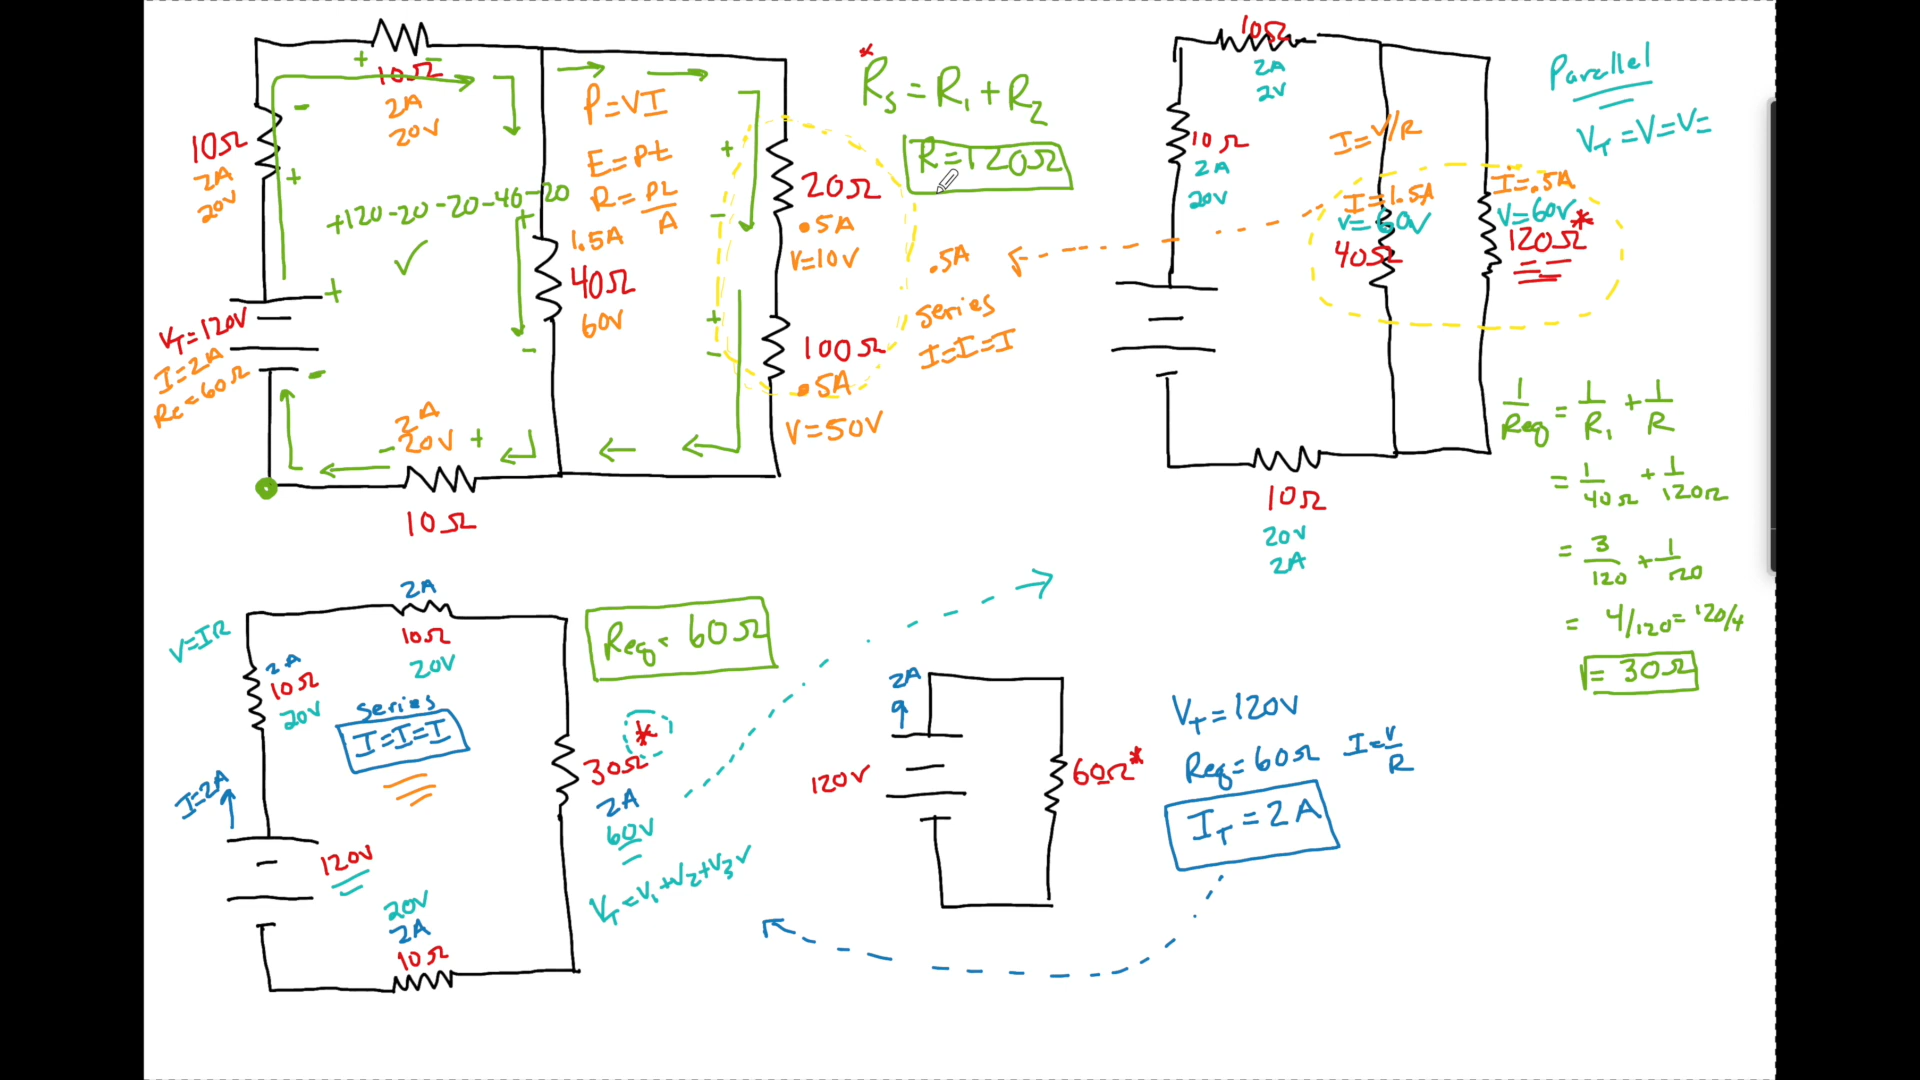 + -
10Ω
2A
20V
-
10Ω
2A
20V
+
+120-20-20-40-20
✓
+
VT=120V
I=2A
Re=60Ω
-
P=VI
E=Pt
R=PL/A
+
1.5A
40Ω
60V
-
+
20Ω
.5A
V=10V
-
+
100Ω
.5A
V=50V
-
2A
- 20V +
10Ω
*
Rs=R1+R2
R=120Ω
.5A
series
I=I=I
10Ω
2A
2V
10Ω
2A
20V
I=V/R
I=1.5A
V=60V
40Ω
I=.5A
V=60V
120Ω*
10Ω
20V
2A
Parallel
VT=V=V=
1/Req = 1/R1 + 1/R
= 1/40Ω + 1/120Ω
= 3/120 + 1/120
= 4/120 = 120/4
= 30Ω
V=IR
2A
10Ω
20V
2A
10Ω
20V
series
I=I=I
I=2A
120V
20V
2A
10Ω
Req= 60Ω
*
30Ω
2A
60V
VT=V1+V2+V3 ✓
2A
120V
60Ω*
VT=120V
Req=60Ω I=V/R
IT=2A